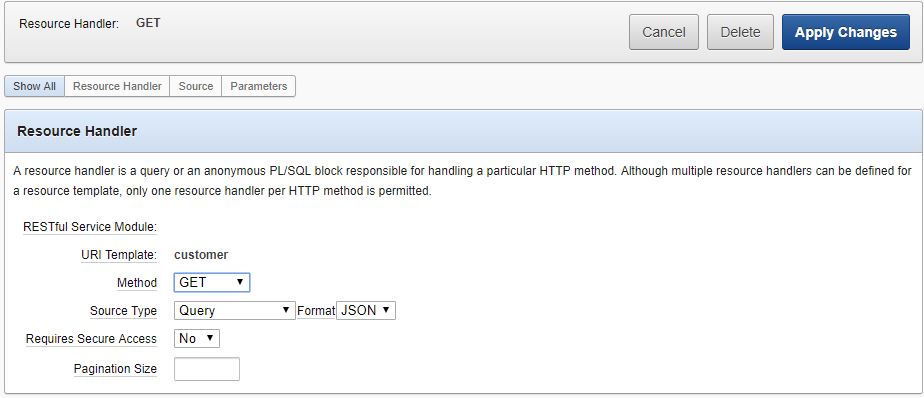 Resource Handler: GET
Cancel Delete Apply Changes
Show All Resource Handler Source Parameters
Resource Handler
A resource handler is a query or an anonymous PL/SQL block responsible for handling a particular HTTP method. Although multiple resource handlers can be defined for
a resource template, only one resource handler per HTTP method is permitted.
RESTful Service Module:
URI Template: customer
Method GET
Source Type Query Format JSON
Requires Secure Access No
Pagination Size